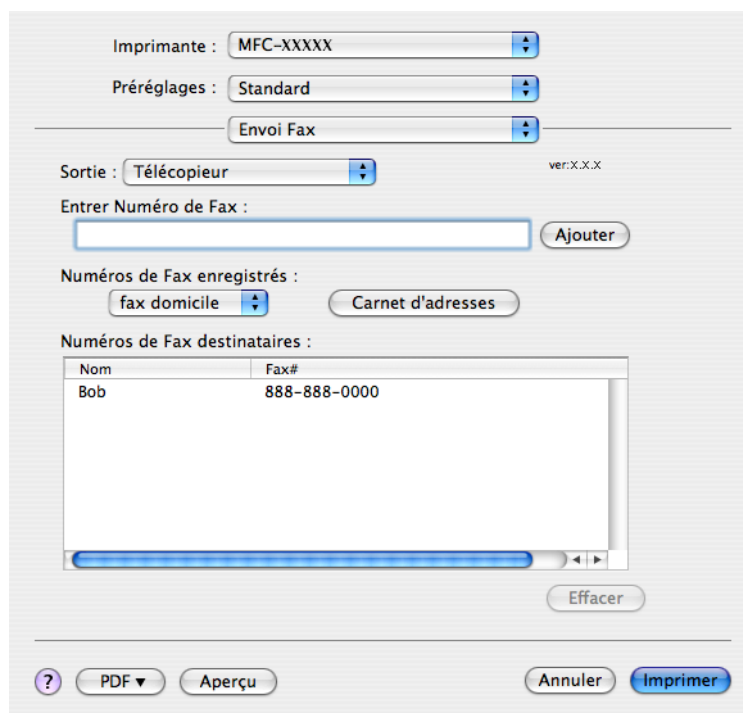 Imprimante : MFC-XXXXX
Préréglages : Standard
Envoi Fax
Sortie : Télécopieur ver:X.X.X
Entrer Numéro de Fax :
Ajouter
Numéros de Fax enregistrés :
fax domicile Carnet d'adresses
Numéros de Fax destinataires :
Nom Fax#
Bob 888-888-0000
Effacer
? PDF▼ Aperçu Annuler Imprimer